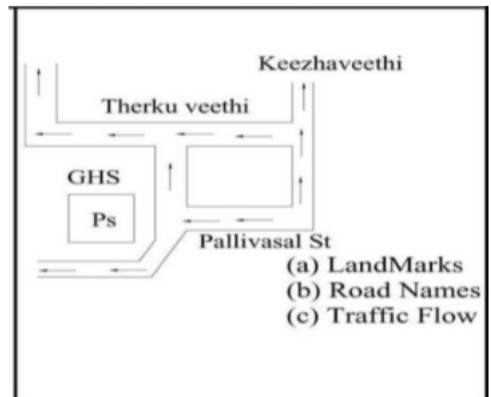 Keezhaveethi
Therku veethi
GHS
Ps
Pallivasal St
(a) LandMarks
(b) Road Names
(c) Traffic Flow